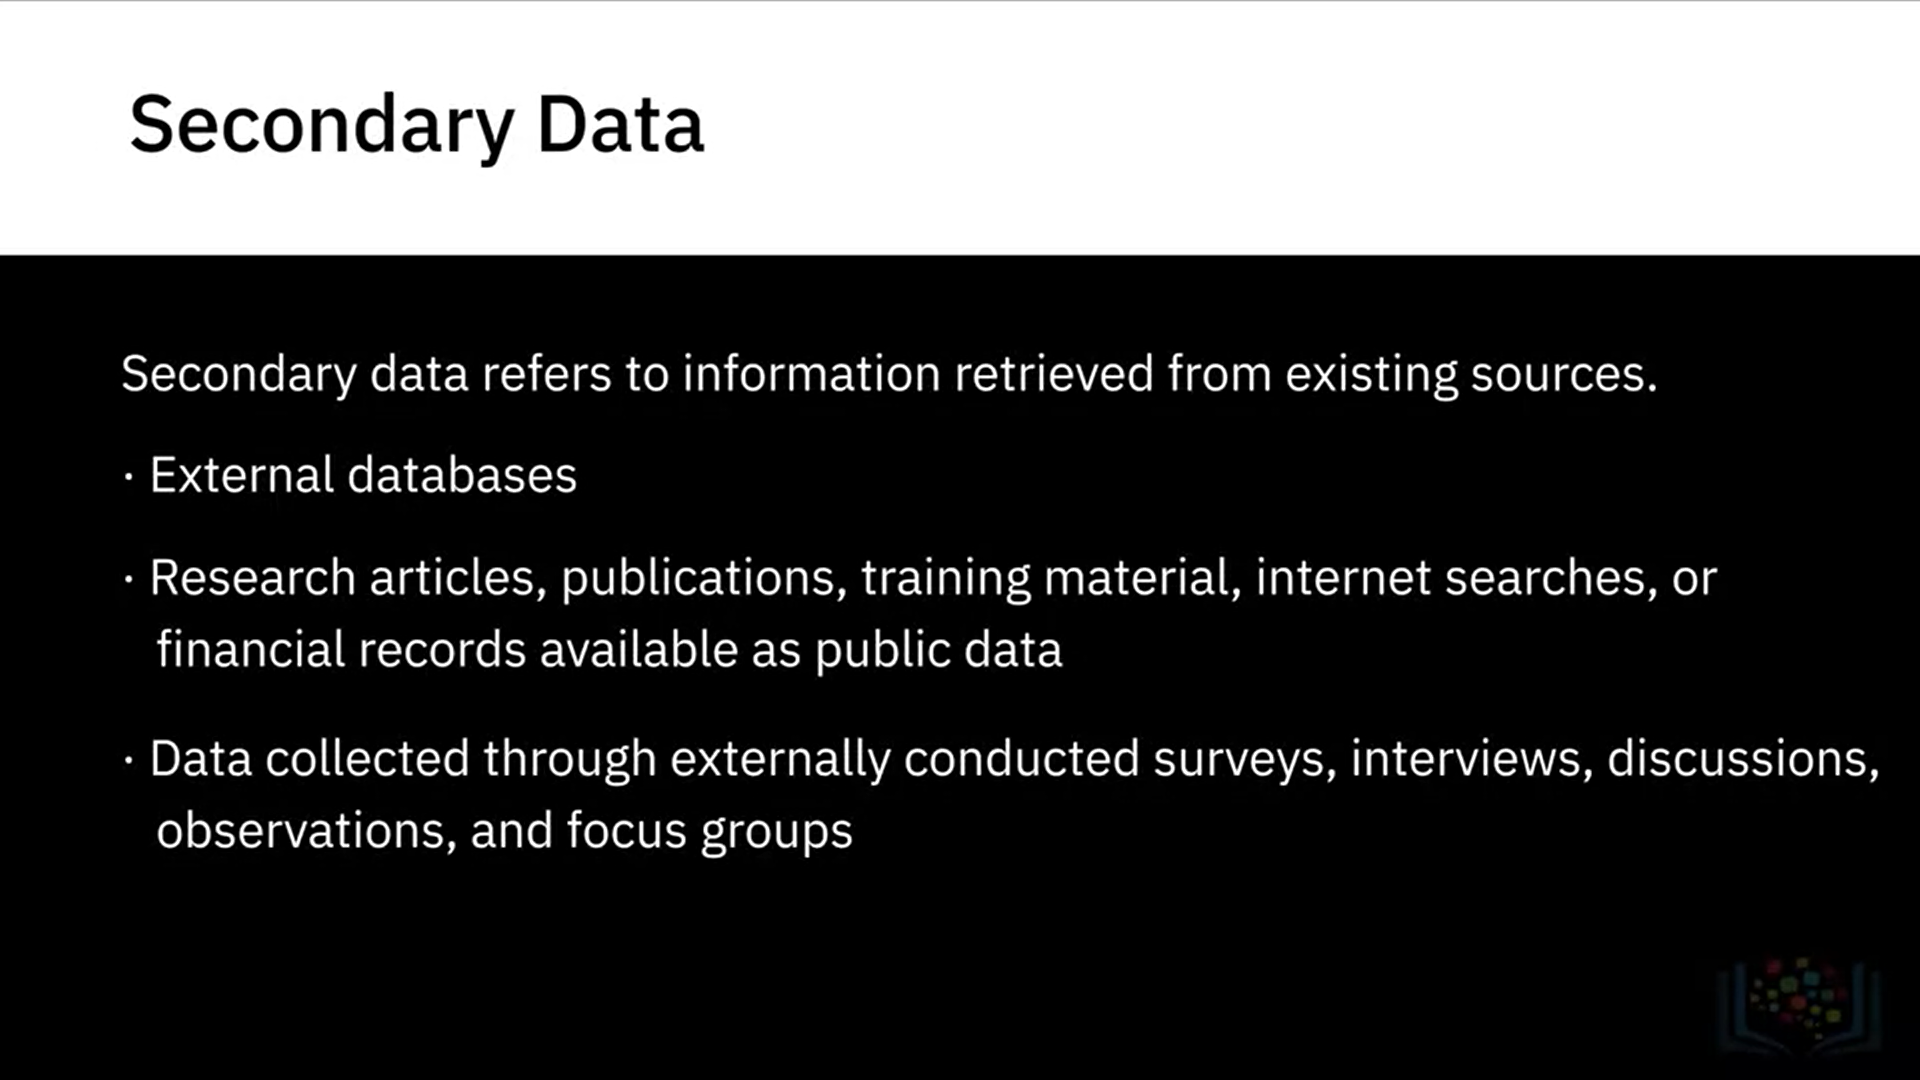 Secondary Data
Secondary data refers to information retrieved from existing sources.
· External databases
· Research articles, publications, training material, internet searches, or
financial records available as public data
· Data collected through externally conducted surveys, interviews, discussions,
observations, and focus groups